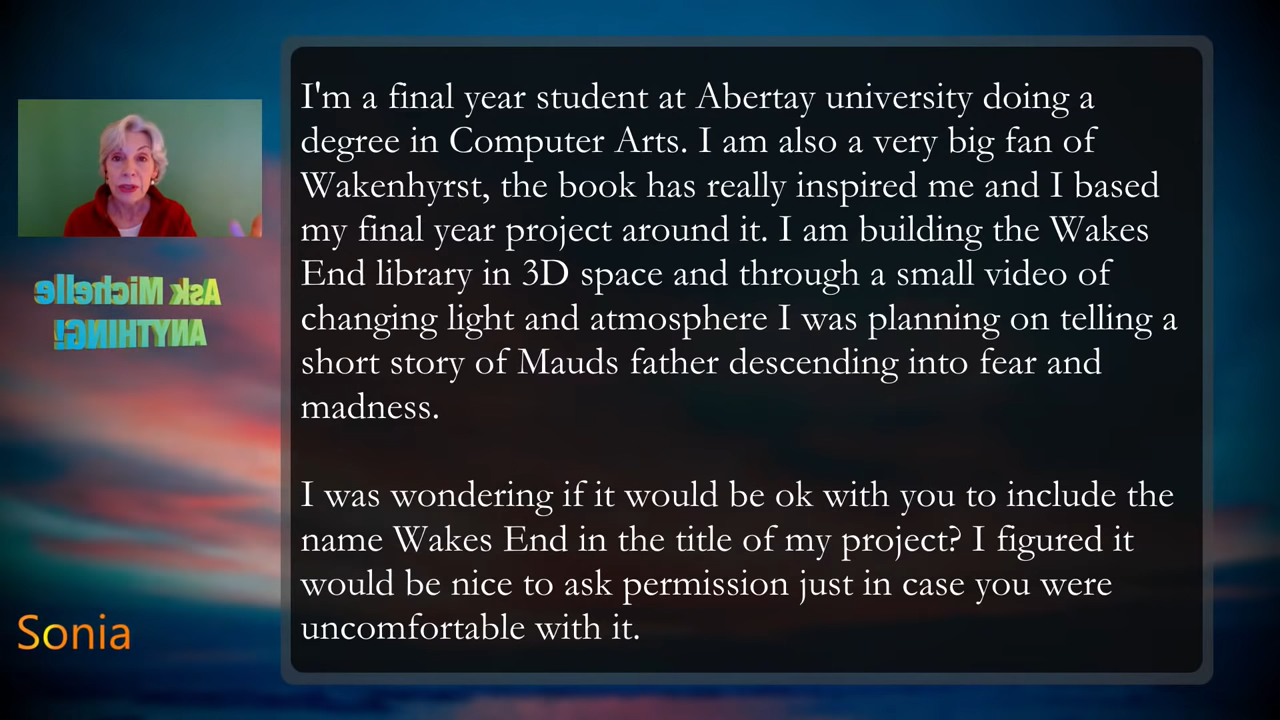 I'm a final year student at Abertay university doing a
degree in Computer Arts. I am also a very big fan of
Wakenhyrst, the book has really inspired me and I based
my final year project around it. I am building the Wakes
End library in 3D space and through a small video of
changing light and atmosphere I was planning on telling a
short story of Mauds father descending into fear and
madness.
I was wondering if it would be ok with you to include the
name Wakes End in the title of my project? I figured it
would be nice to ask permission just in case you were
uncomfortable with it.
Ask Michelle
ANYTHING!
Sonia